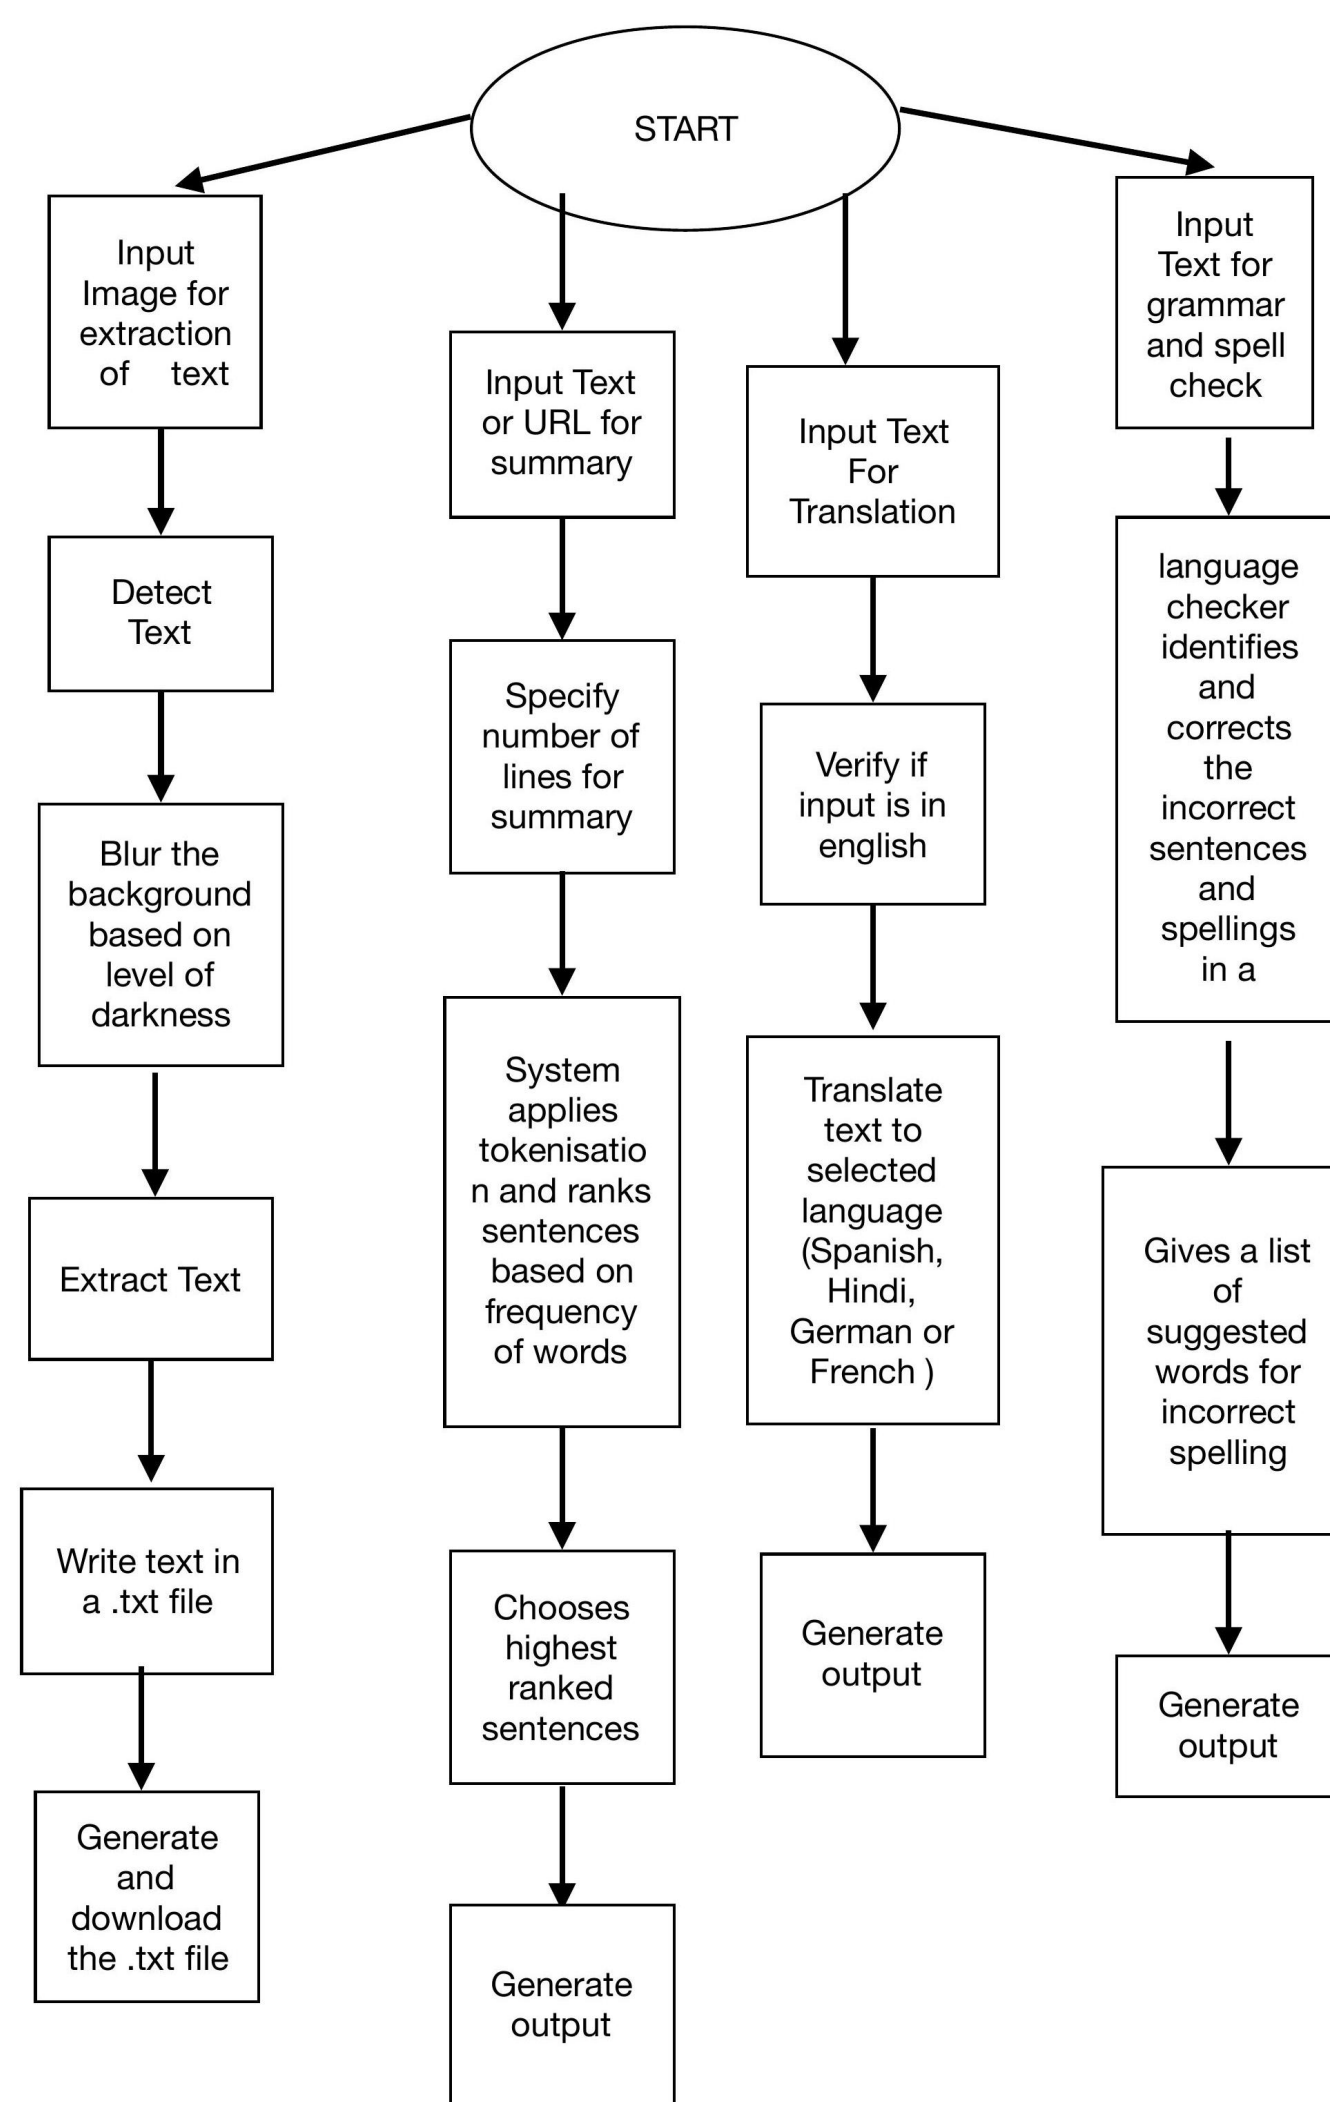 START
Input
Image for
extraction
of text
Detect
Text
Blur the
background
based on
level of
darkness
Extract Text
Write text in
a .txt file
Generate
and
download
the .txt file
Input Text
or URL for
summary
Specify
number of
lines for
summary
System
applies
tokenisatio
n and ranks
sentences
based on
frequency
of words
Chooses
highest
ranked
sentences
Generate
output
Input Text
For
Translation
Verify if
input is in
english
Translate
text to
selected
language
(Spanish,
Hindi,
German or
French )
Generate
output
Input
Text for
grammar
and spell
check
language
checker
identifies
and
corrects
the
incorrect
sentences
and
spellings
in a
Gives a list
of
suggested
words for
incorrect
spelling
Generate
output